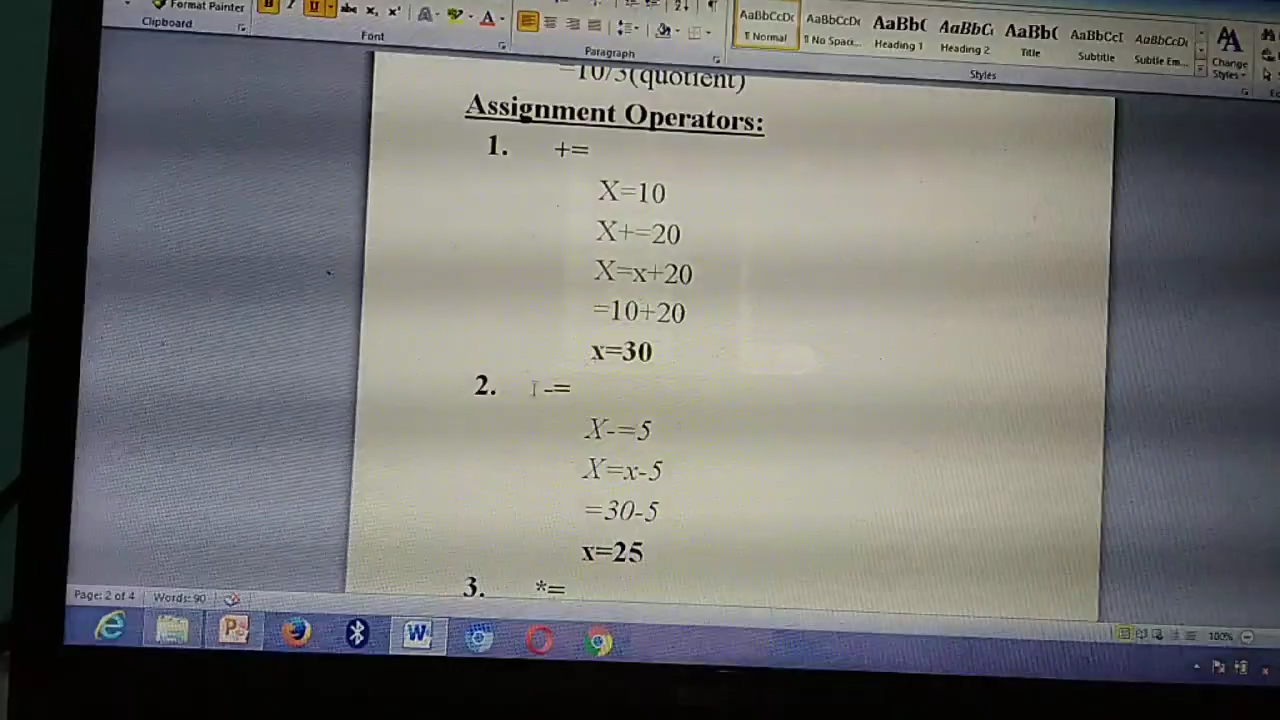 Format Painter
Clipboard
Font
Paragraph
AaBbCcDc
¶ Normal
AaBbCcDc
¶ No Spaci...
AaBbC
Heading 1
AaBbCc
Heading 2
AaBb(
Title
AaBbCcI
Subtitle
AaBbCcDc
Subtle Em...
Change
Styles
Styles
=10/3(quotient)
Assignment Operators:
1. +=
X=10
X+=20
X=x+20
=10+20
x=30
2. -=
X-=5
X=x-5
=30-5
x=25
3. *=
Page: 2 of 4 Words: 90
100%